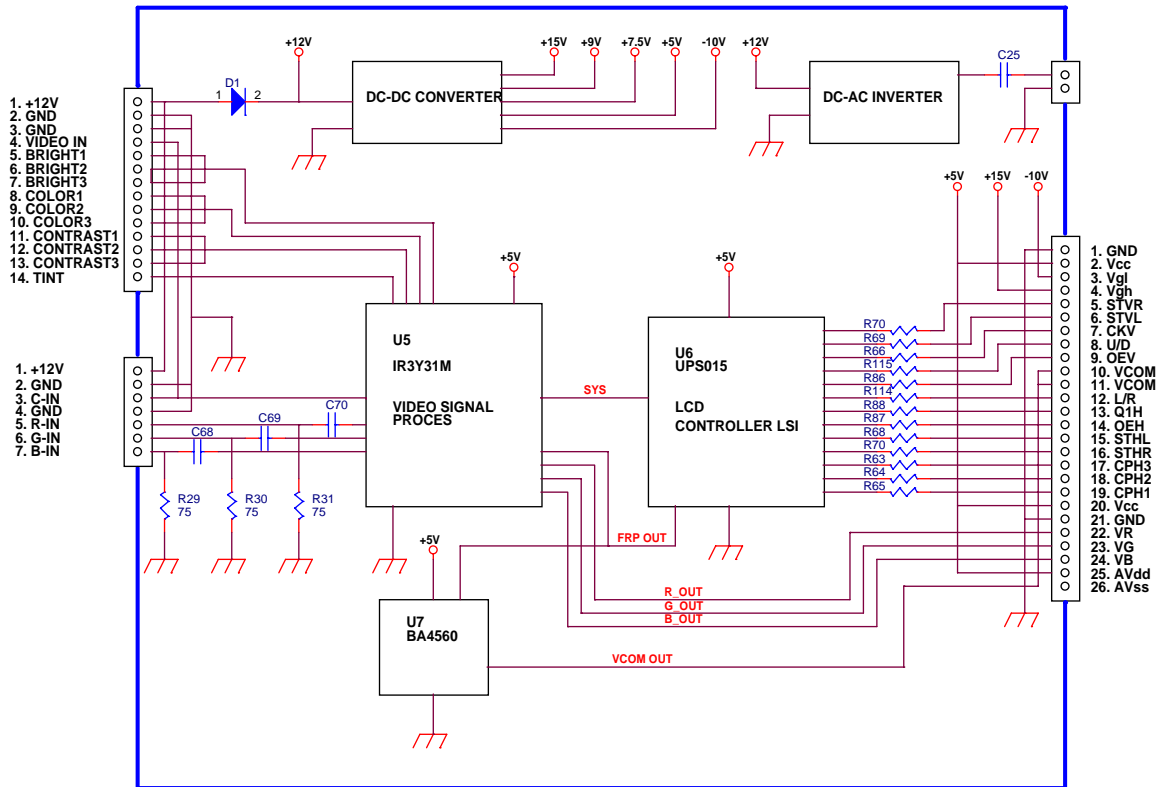 +12V
+15V
+9V
+7.5V
+5V
-10V
+12V
C25
D1
1
2
DC-DC CONVERTER
DC-AC INVERTER
1. +12V
2. GND
3. GND
4. VIDEO IN
5. BRIGHT1
6. BRIGHT2
7. BRIGHT3
8. COLOR1
9. COLOR2
10. COLOR3
11. CONTRAST1
12. CONTRAST2
13. CONTRAST3
14. TINT
1. +12V
2. GND
3. C-IN
4. GND
5. R-IN
6. G-IN
7. B-IN
C68
C69
C70
R29
75
R30
75
R31
75
+5V
U5
IR3Y31M
VIDEO SIGNAL
PROCES
SYS
+5V
U6
UPS015
LCD
CONTROLLER LSI
R70
R69
R66
R115
R86
R114
R88
R87
R68
R70
R63
R64
R65
+5V
+15V
-10V
1. GND
2. Vcc
3. Vgl
4. Vgh
5. STVR
6. STVL
7. CKV
8. U/D
9. OEV
10. VCOM
11. VCOM
12. L/R
13. Q1H
14. OEH
15. STHL
16. STHR
17. CPH3
18. CPH2
19. CPH1
20. Vcc
21. GND
22. VR
23. VG
24. VB
25. AVdd
26. AVss
FRP OUT
+5V
U7
BA4560
R_OUT
G_OUT
B_OUT
VCOM OUT